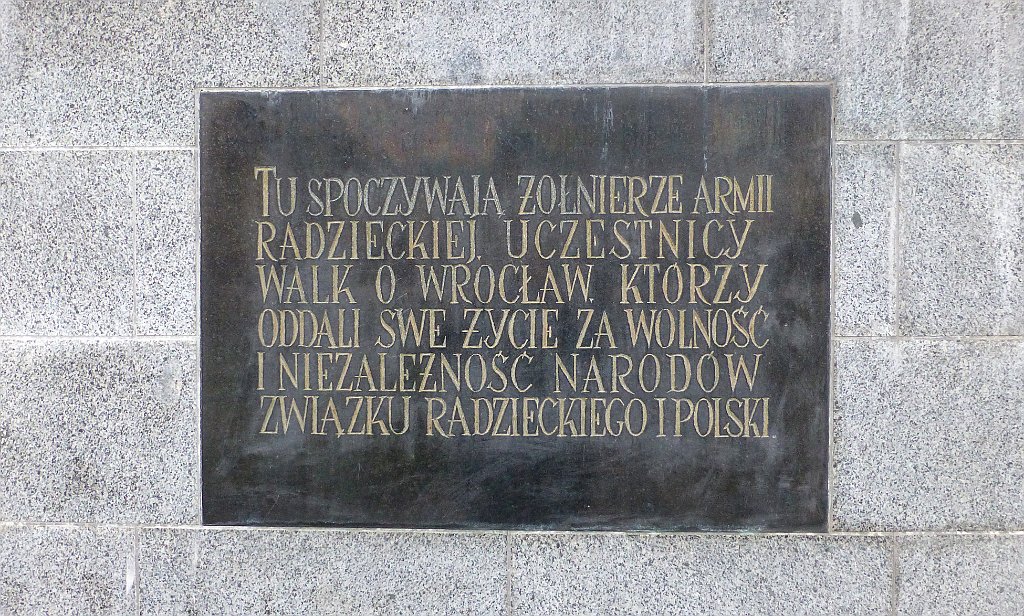 TU SPOCZYWAJĄ ŻOŁNIERZE ARMII
RADZIECKIEJ, UCZESTNICY
WALK O WROCŁAW, KTÓRZY
ODDALI SWE ŻYCIE ZA WOLNOŚĆ
I NIEZALEŻNOŚĆ NARODÓW
ZWIĄZKU RADZIECKIEGO I POLSKI.